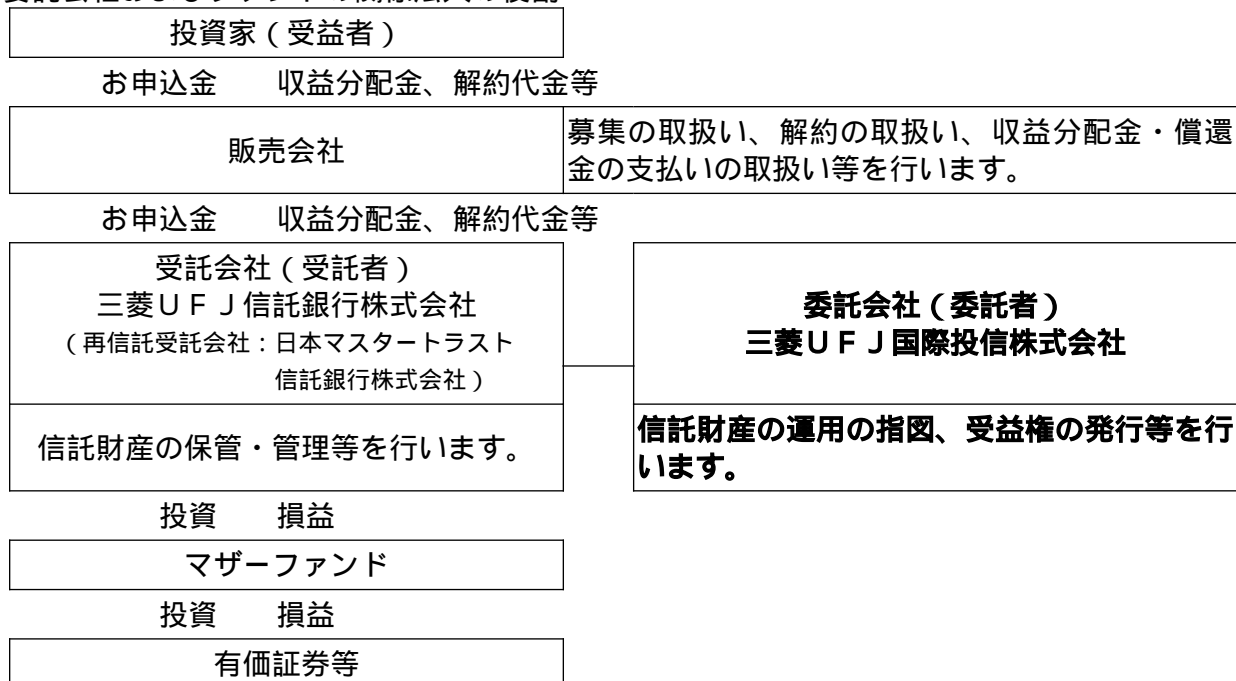 投資家（受益者）
お申込金　　収益分配金、解約代金等
販売会社
募集の取扱い、解約の取扱い、収益分配金・償還
金の支払いの取扱い等を行います。
お申込金　　収益分配金、解約代金等
受託会社（受託者）
三菱ＵＦＪ信託銀行株式会社
（再信託受託会社：日本マスタートラスト
信託銀行株式会社）
委託会社（委託者）
三菱ＵＦＪ国際投信株式会社
信託財産の保管・管理等を行います。
信託財産の運用の指図、受益権の発行等を行
います。
投資　　損益
マザーファンド
投資　　損益
有価証券等